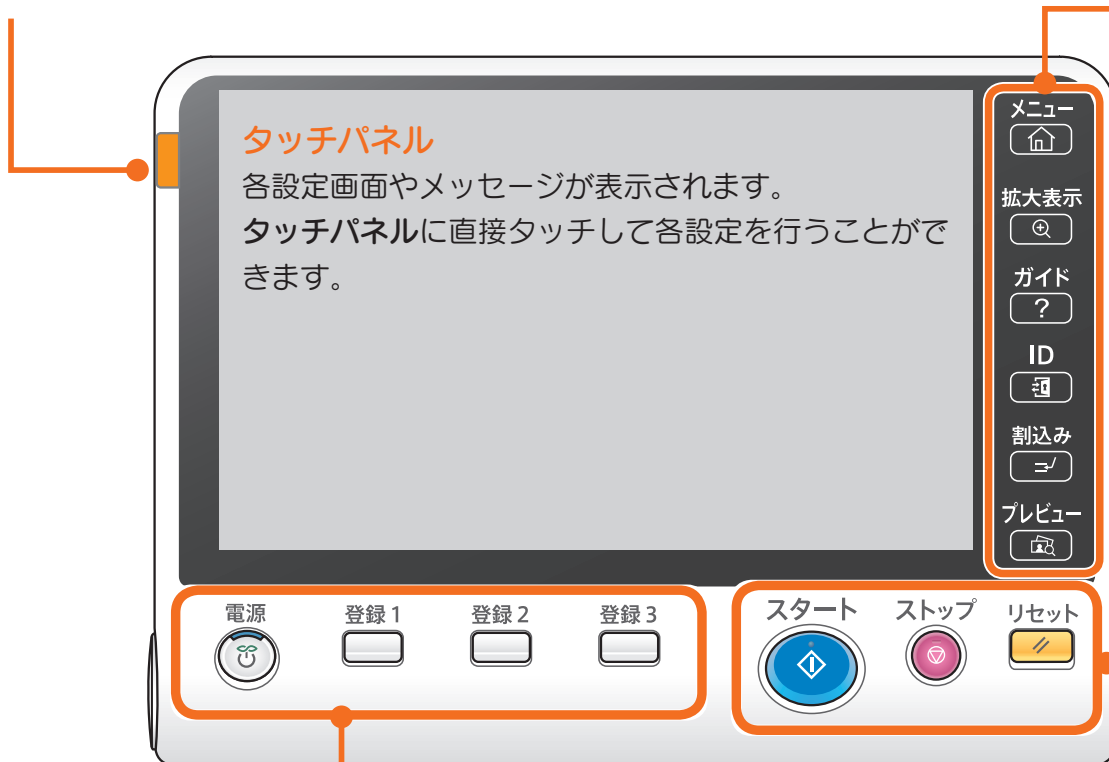 タッチパネル
各設定画面やメッセージが表示されます。
タッチパネルに直接タッチして各設定を行うことがで
きます。
メニュー
拡大表示
ガイド
?
ID
割込み
プレビュー
電源
登録 1
登録 2
登録 3
スタート
ストップ
リセット